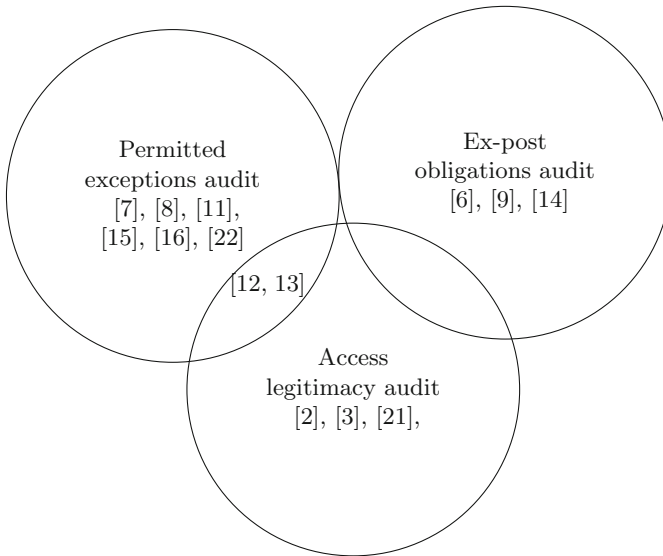 Permitted
exceptions audit
[7], [8], [11],
[15], [16], [22]
Ex-post
obligations audit
[6], [9], [14]
[12, 13]
Access
legitimacy audit
[2], [3], [21],